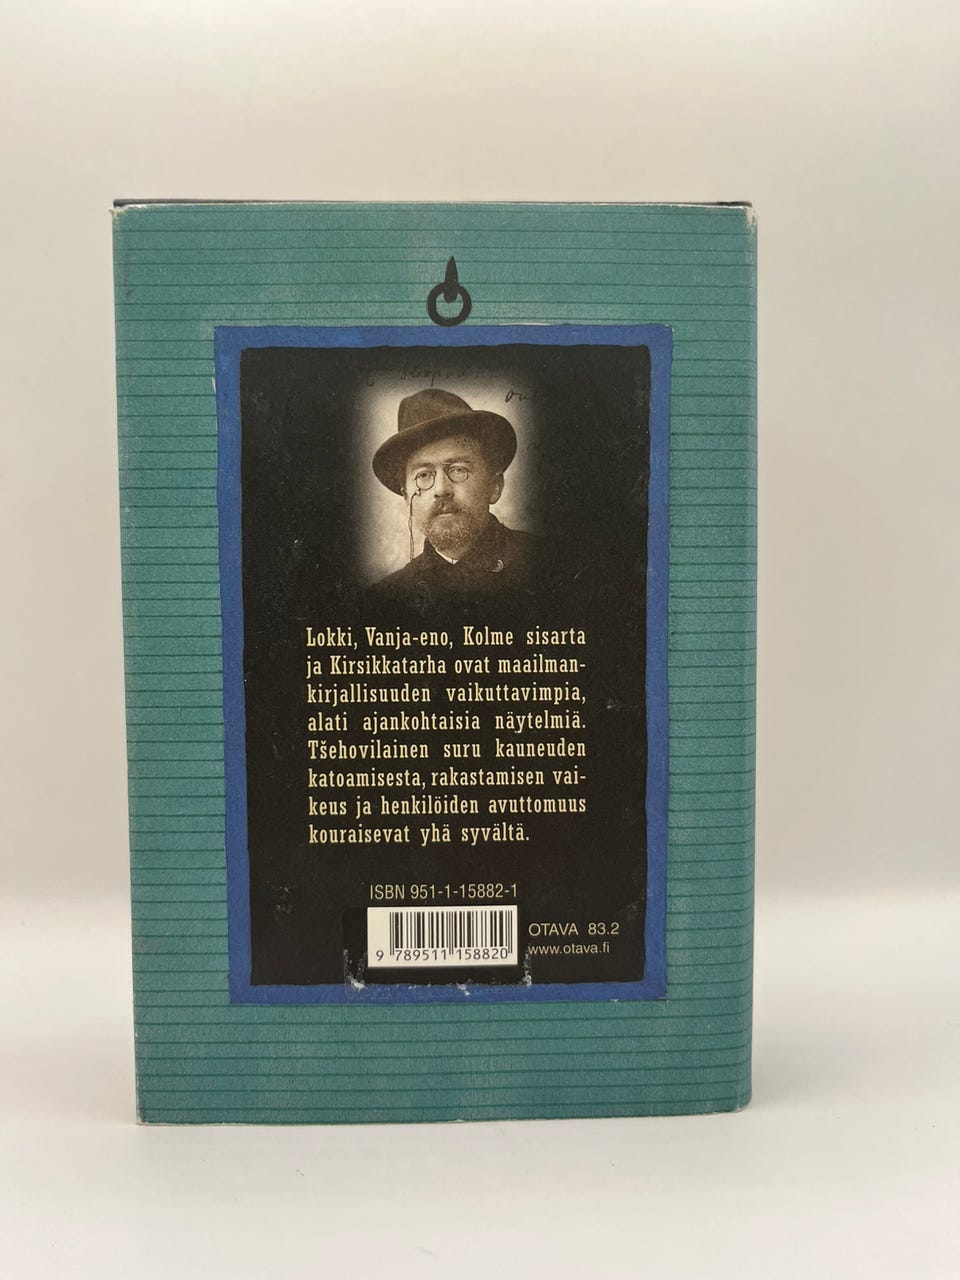 Lokki, Vanja-eno, Kolme sisarta
ja Kirsikkatarha ovat maailman-
kirjallisuuden vaikuttavimpia,
alati ajankohtaisia näytelmiä.
Tšehovilainen suru kauneuden
katoamisesta, rakastamisen vai-
keus ja henkilöiden avuttomuus
kouraisevat yhä syvältä.
ISBN 951-1-15882-1
9 789511 158820
OTAVA 83.2
www.otava.fi